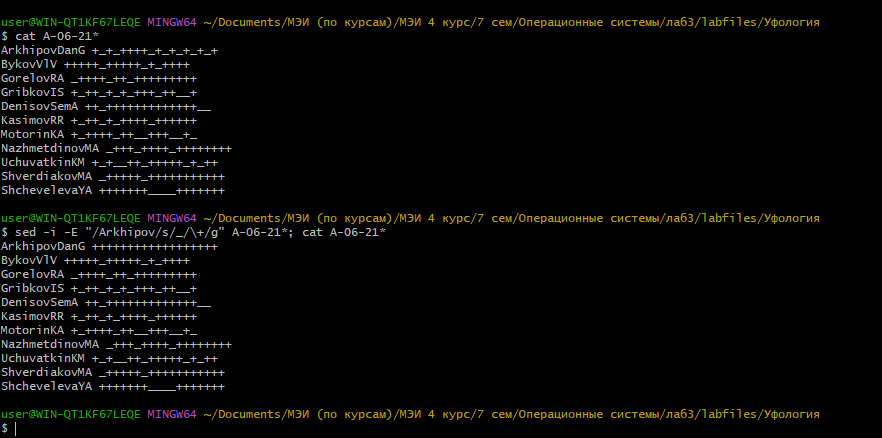 user@WIN-QT1KF67LEQE MINGW64 ~/Documents/МЭИ (по курсам)/МЭИ 4 курс/7 сем/Операционные системы/лаб3/labfiles/Уфология
$ cat A-06-21*
ArkhipovDanG +_+_++++_+_+_+_+_+
BykovVlV +++++_+++++_+_++++
GorelovRA _++++_++_+++++++++
GribkovIS +_++_+_+_+++_++__+
DenisovSemA ++_+++++++++++++__
KasimovRR +_++_+_++++_++++++
MotorinKA +_++++_++__+++__+_
NazhmetdinovMA _+++_++++_++++++++
UchuvatkinKM +_+__++_+++++_+_++
ShverdiakovMA _+++++_+++++++++++
ShchevelevaYA +++++++____+++++++
user@WIN-QT1KF67LEQE MINGW64 ~/Documents/МЭИ (по курсам)/МЭИ 4 курс/7 сем/Операционные системы/лаб3/labfiles/Уфология
$ sed -i -E "/Arkhipov/s/_/\+/g" A-06-21*; cat A-06-21*
ArkhipovDanG ++++++++++++++++++
BykovVlV +++++_+++++_+_++++
GorelovRA _++++_++_+++++++++
GribkovIS +_++_+_+_+++_++__+
DenisovSemA ++_+++++++++++++__
KasimovRR +_++_+_++++_++++++
MotorinKA +_++++_++__+++__+_
NazhmetdinovMA _+++_++++_++++++++
UchuvatkinKM +_+__++_+++++_+_++
ShverdiakovMA _+++++_+++++++++++
ShchevelevaYA +++++++____+++++++
user@WIN-QT1KF67LEQE MINGW64 ~/Documents/МЭИ (по курсам)/МЭИ 4 курс/7 сем/Операционные системы/лаб3/labfiles/Уфология
$